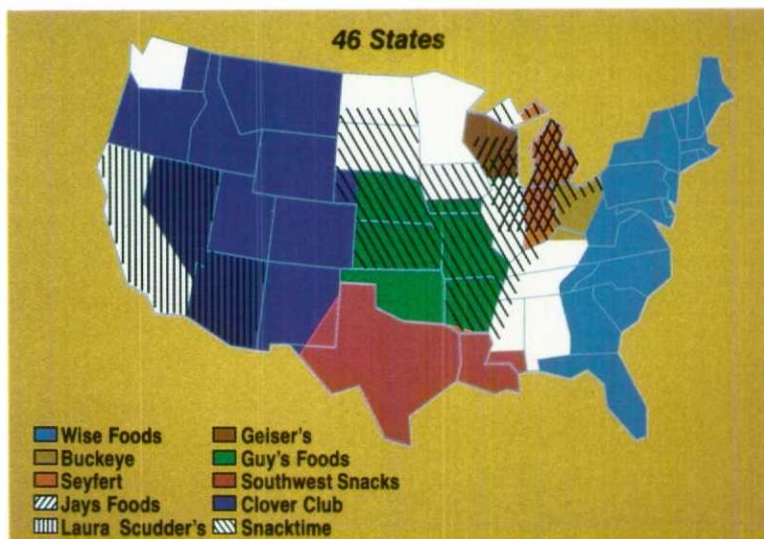 46 States
Wise Foods
Buckeye
Seyfert
Jays Foods
Laura Scudder's
Geiser's
Guy's Foods
Southwest Snacks
Clover Club
Snacktime